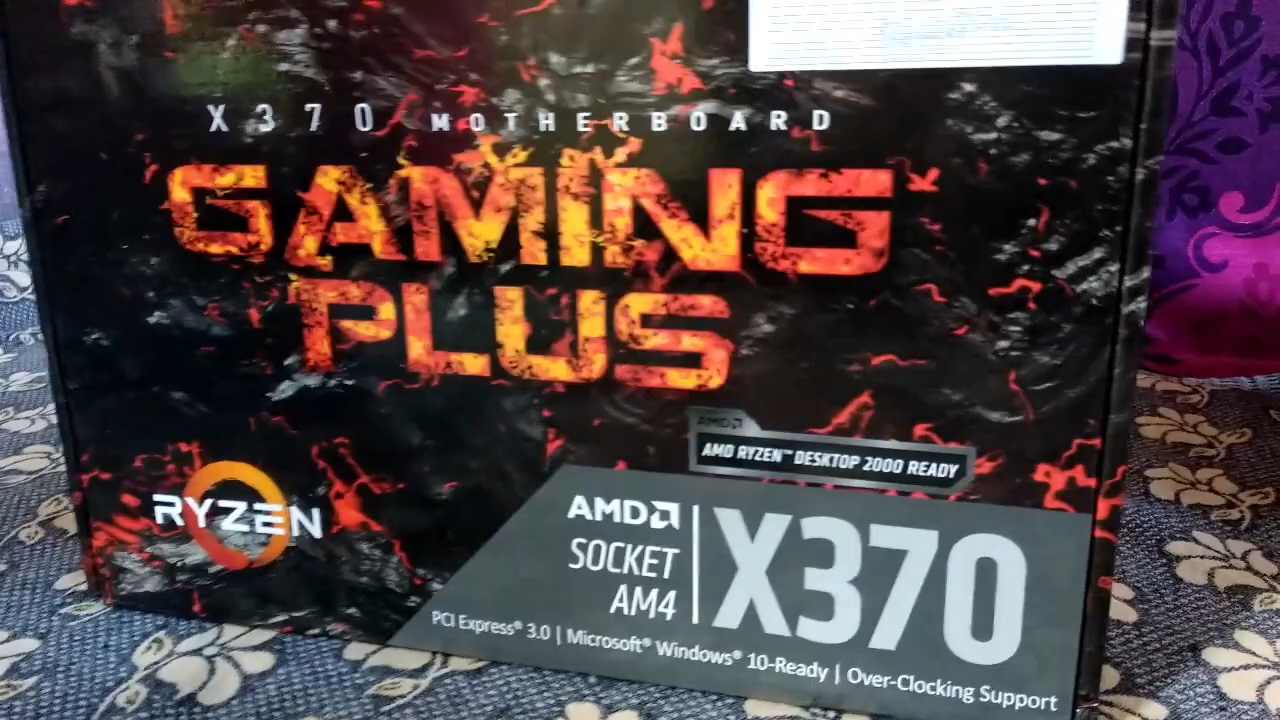 X370 MOTHERBOARD
GAMING
PLUS
AMD
AMD RYZEN™ DESKTOP 2000 READY
RYZEN
AMD
SOCKET
AM4
X370
PCI Express® 3.0 | Microsoft® Windows® 10-Ready | Over-Clocking Support